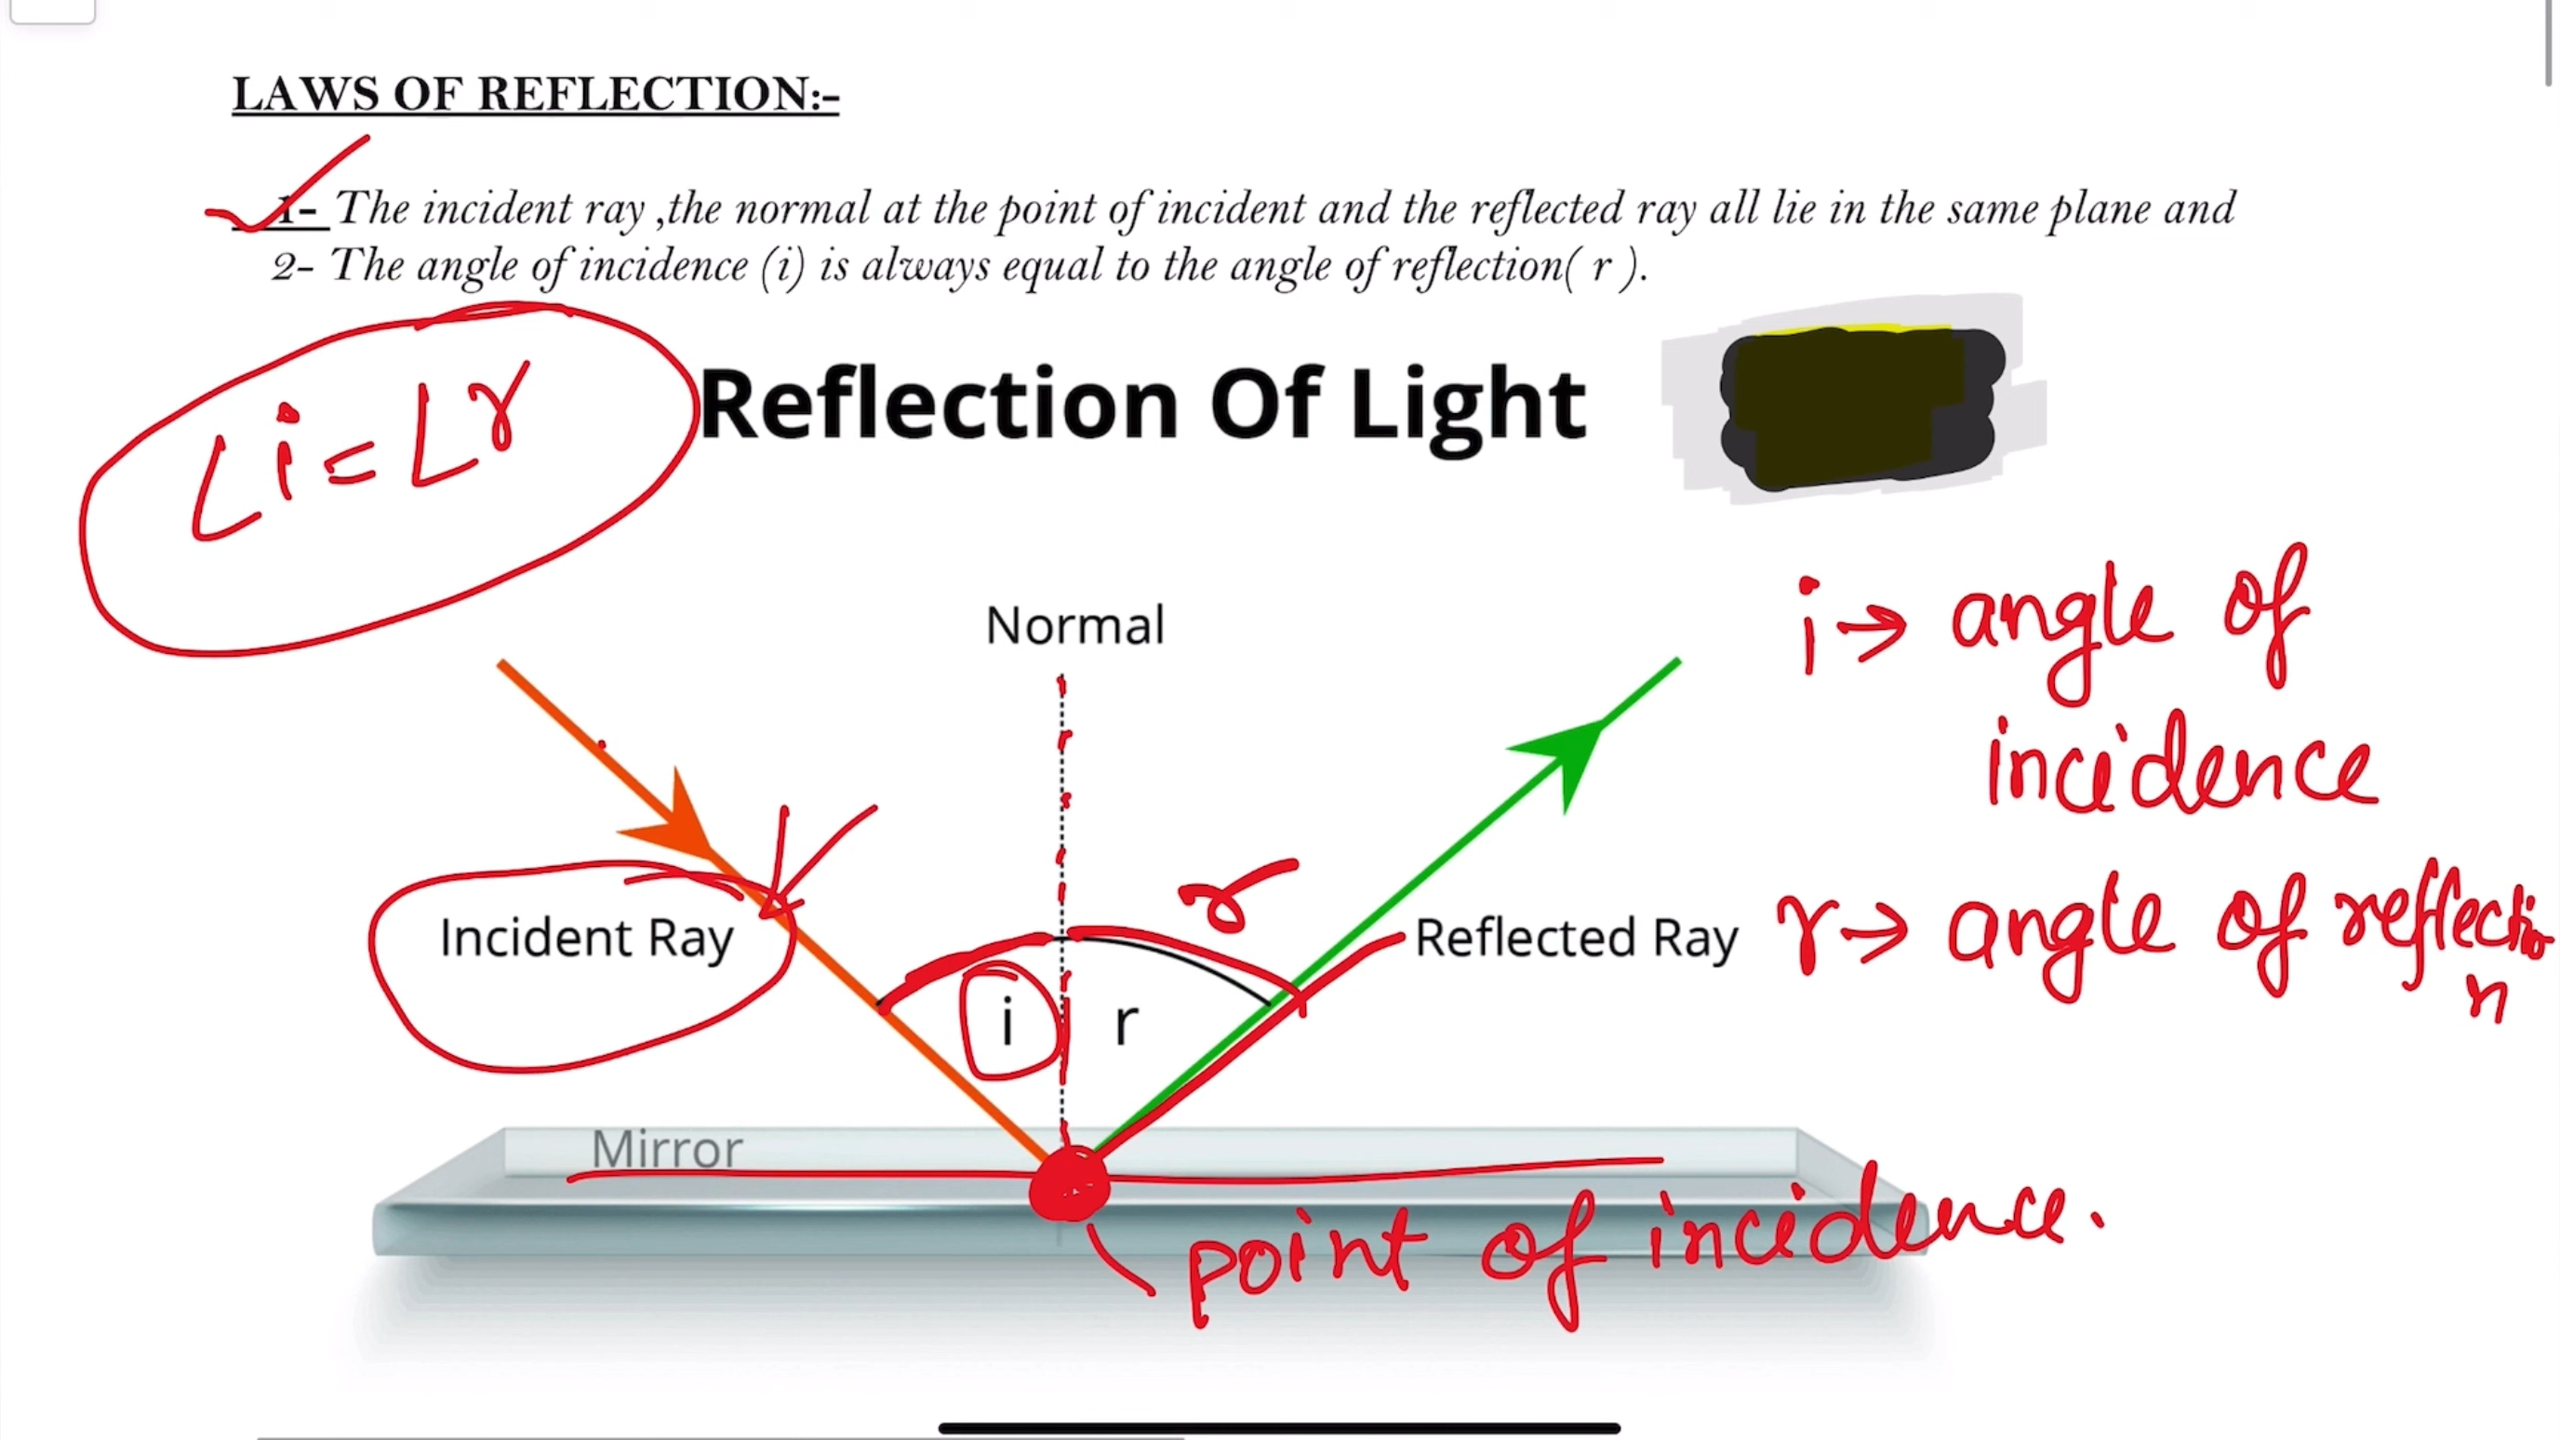 LAWS OF REFLECTION:-
1- The incident ray ,the normal at the point of incident and the reflected ray all lie in the same plane and
2- The angle of incidence (i) is always equal to the angle of reflection( r ).
∠i = ∠r
Reflection Of Light
Normal
i → angle of
incidence
r
Incident Ray
Reflected Ray
r → angle of reflection
n
i
r
Mirror
point of incidence.